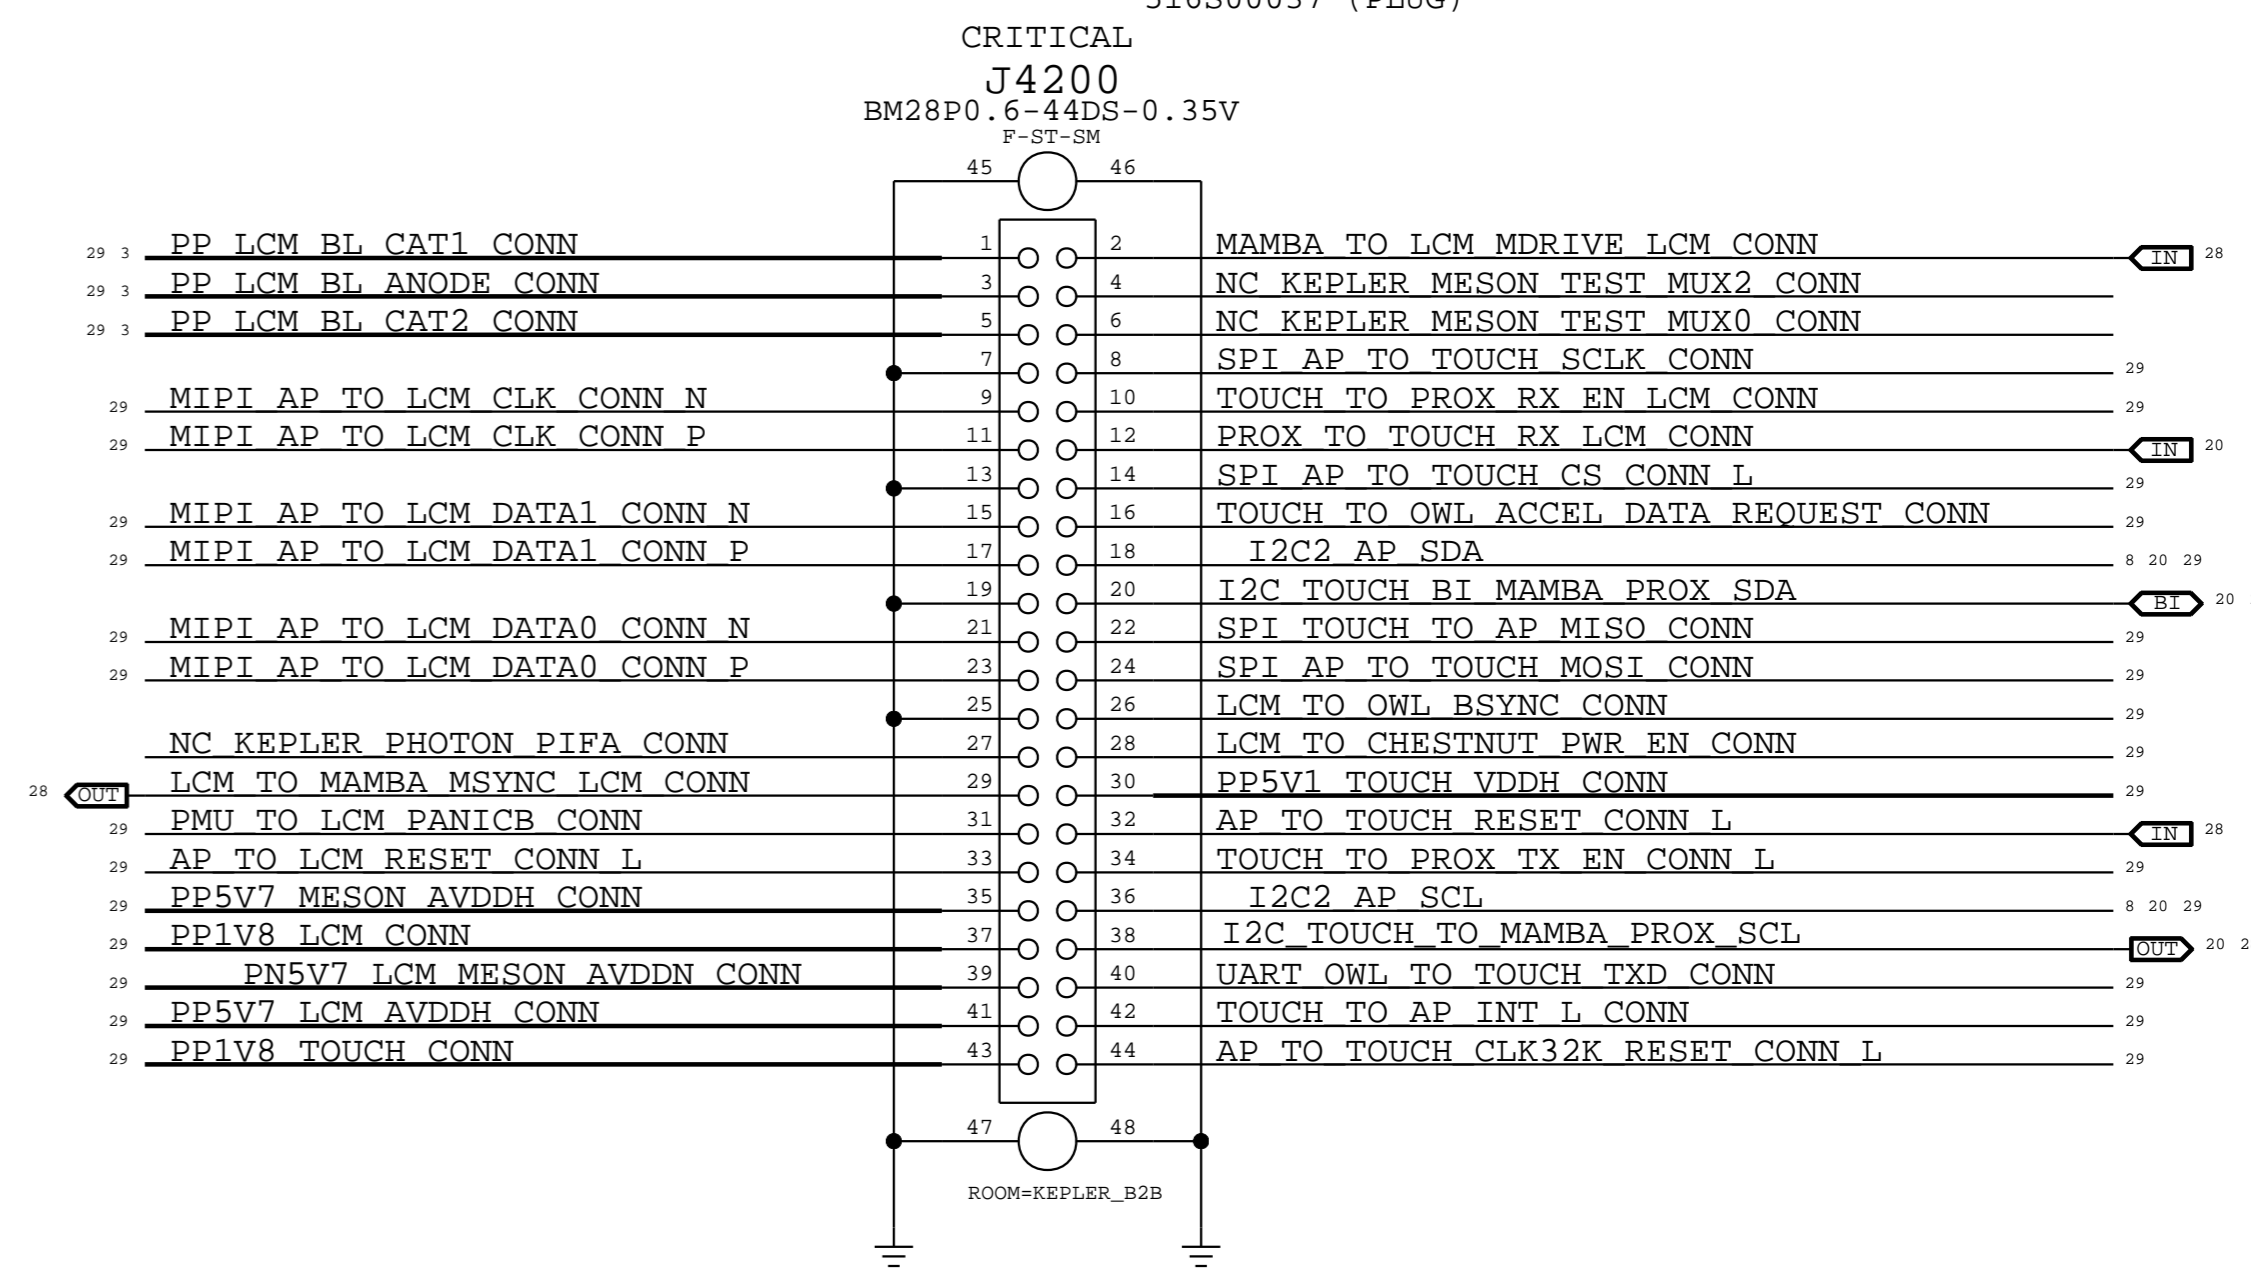 (PLUG)
CRITICAL
J4200
BM28P0.6-44DS-0.35V
F-ST-SM
45 46
29 3 PP_LCM_BL_CAT1_CONN 1 2 MAMBA_TO_LCM_MDRIVE_LCM_CONN IN 28
29 3 PP_LCM_BL_ANODE_CONN 3 4 NC_KEPLER_MESON_TEST_MUX2_CONN
29 3 PP_LCM_BL_CAT2_CONN 5 6 NC_KEPLER_MESON_TEST_MUX0_CONN
7 8 SPI_AP_TO_TOUCH_SCLK_CONN 29
29 MIPI_AP_TO_LCM_CLK_CONN_N 9 10 TOUCH_TO_PROX_RX_EN_LCM_CONN 29
29 MIPI_AP_TO_LCM_CLK_CONN_P 11 12 PROX_TO_TOUCH_RX_LCM_CONN IN 20
13 14 SPI_AP_TO_TOUCH_CS_CONN_L 29
29 MIPI_AP_TO_LCM_DATA1_CONN_N 15 16 TOUCH_TO_OWL_ACCEL_DATA_REQUEST_CONN 29
29 MIPI_AP_TO_LCM_DATA1_CONN_P 17 18 I2C2_AP_SDA 8 20 29
19 20 I2C_TOUCH_BI_MAMBA_PROX_SDA BI 20
29 MIPI_AP_TO_LCM_DATA0_CONN_N 21 22 SPI_TOUCH_TO_AP_MISO_CONN 29
29 MIPI_AP_TO_LCM_DATA0_CONN_P 23 24 SPI_AP_TO_TOUCH_MOSI_CONN 29
25 26 LCM_TO_OWL_BSYNC_CONN 29
NC_KEPLER_PHOTON_PIFA_CONN 27 28 LCM_TO_CHESTNUT_PWR_EN_CONN 29
28 OUT LCM_TO_MAMBA_MSYNC_LCM_CONN 29 30 PP5V1_TOUCH_VDDH_CONN 29
29 PMU_TO_LCM_PANICB_CONN 31 32 AP_TO_TOUCH_RESET_CONN_L IN 28
29 AP_TO_LCM_RESET_CONN_L 33 34 TOUCH_TO_PROX_TX_EN_CONN_L 29
29 PP5V7_MESON_AVDDH_CONN 35 36 I2C2_AP_SCL 8 20 29
29 PP1V8_LCM_CONN 37 38 I2C_TOUCH_TO_MAMBA_PROX_SCL OUT 20 2
29 PN5V7_LCM_MESON_AVDDN_CONN 39 40 UART_OWL_TO_TOUCH_TXD_CONN 29
29 PP5V7_LCM_AVDDH_CONN 41 42 TOUCH_TO_AP_INT_L_CONN 29
29 PP1V8_TOUCH_CONN 43 44 AP_TO_TOUCH_CLK32K_RESET_CONN_L 29
47 48
ROOM=KEPLER_B2B